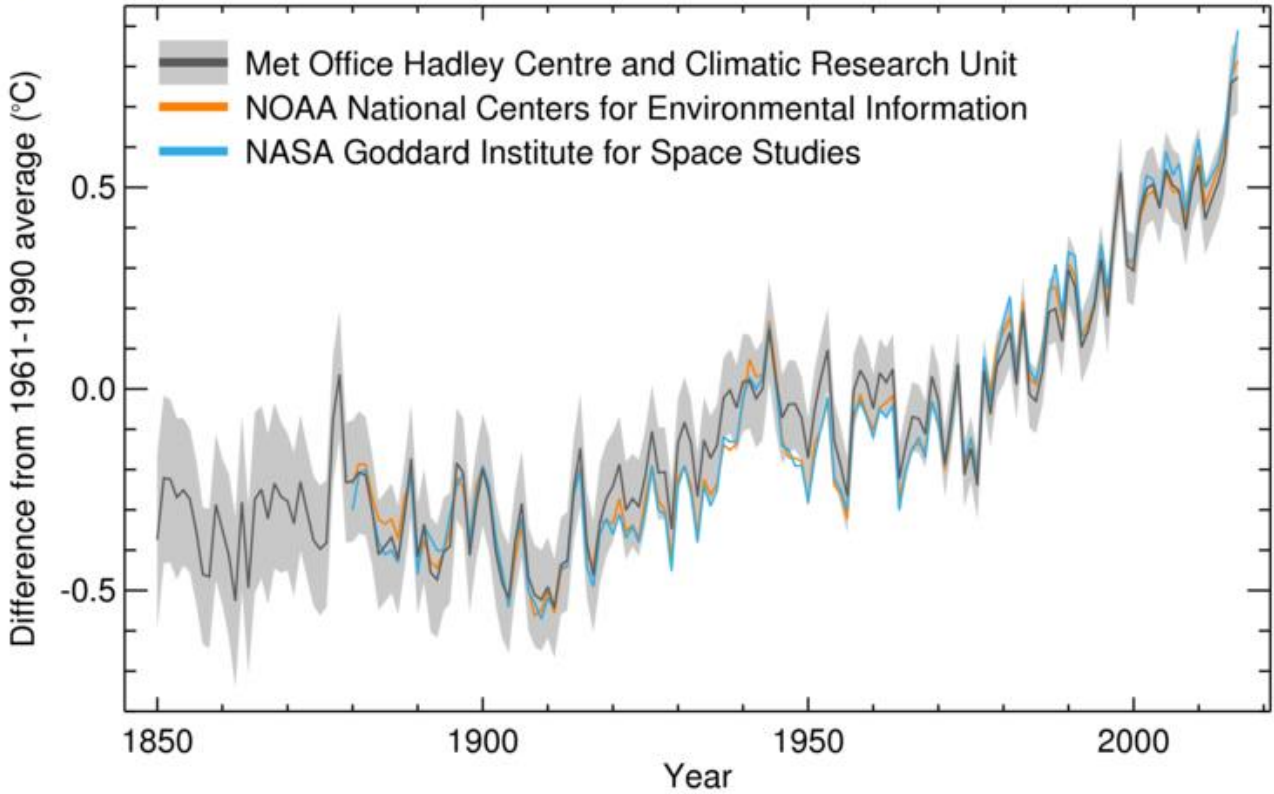 Met Office Hadley Centre and Climatic Research Unit
NOAA National Centers for Environmental Information
NASA Goddard Institute for Space Studies
Difference from 1961-1990 average (°C)
0.5
0.0
-0.5
1850 1900 1950 2000
Year